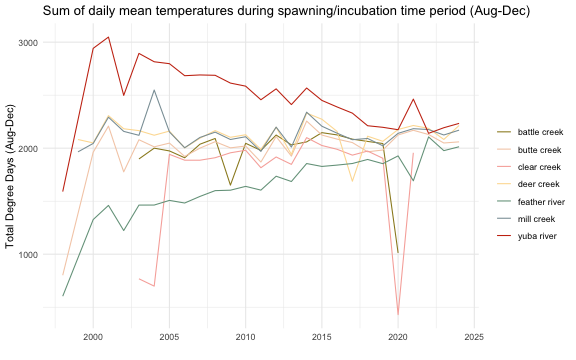 Sum of daily mean temperatures during spawning/incubation time period (Aug-Dec)
Total Degree Days (Aug-Dec)
3000
2000
1000
2000
2005
2010
2015
2020
2025
battle creek
butte creek
clear creek
deer creek
feather river
mill creek
yuba river